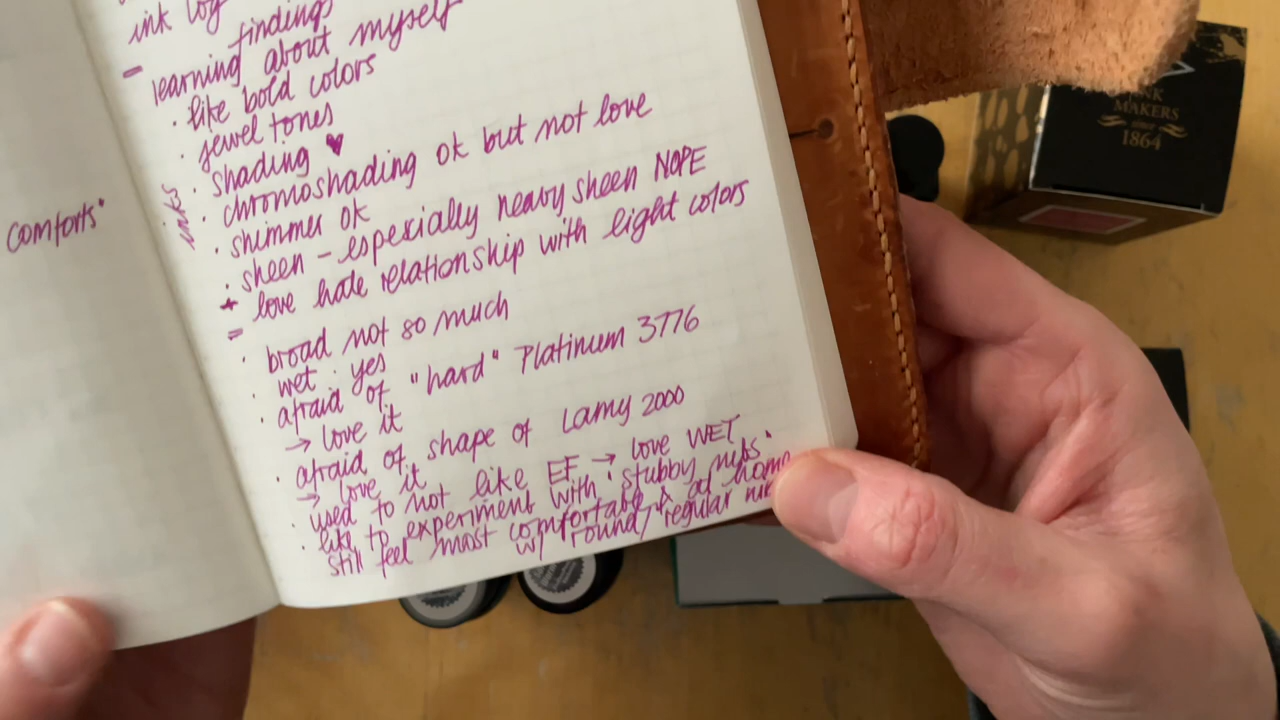 ink log
findings
- learning about myself
· like bold colors
· jewel tones
· shading ♥
· chromoshading ok but not love
· shimmer ok
· sheen - especially heavy sheen NOPE
+ love hate relationship with light colors
=
· broad not so much
wet · yes
· afraid of "hard" Platinum 3776
→ love it
· afraid of shape of Lamy 2000
→ love it
· used to not like EF → love WET
· like to experiment with "stubby nibs"
still feel most comfortable & at home
w/ round/regular
inks
comforts"
INK
MAKERS
since
1864